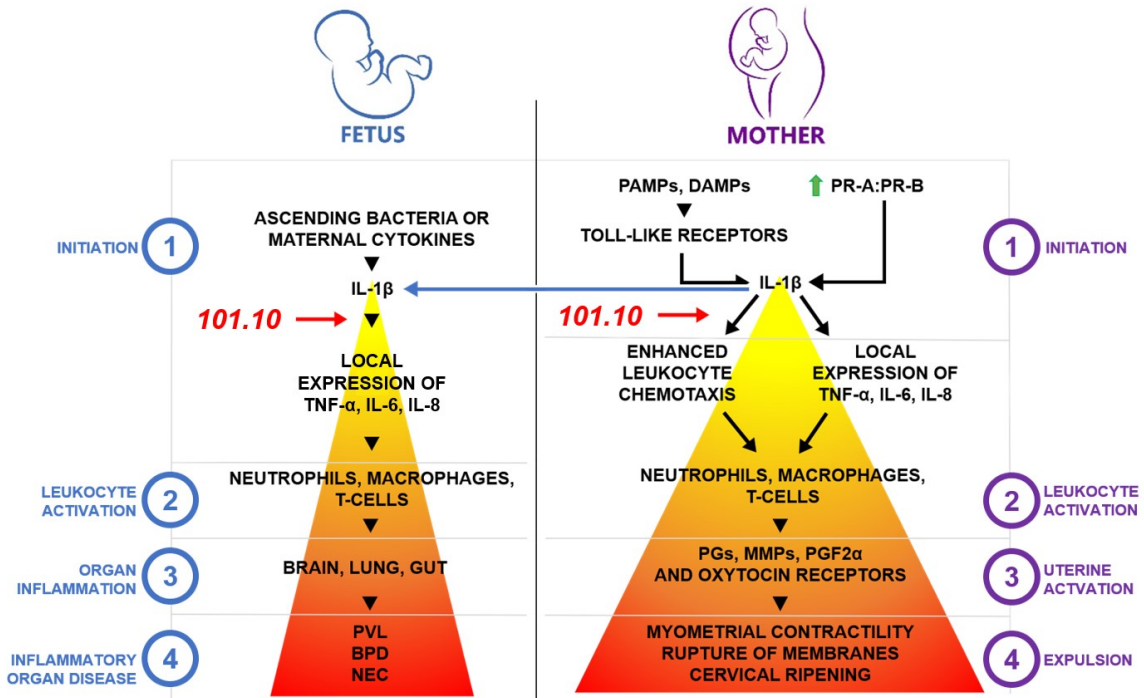 FETUS
MOTHER
INITIATION
1
ASCENDING BACTERIA OR
MATERNAL CYTOKINES
IL-1β
101.10
LOCAL
EXPRESSION OF
TNF-α, IL-6, IL-8
LEUKOCYTE
ACTIVATION
2
NEUTROPHILS, MACROPHAGES,
T-CELLS
ORGAN
INFLAMMATION
3
BRAIN, LUNG, GUT
INFLAMMATORY
ORGAN DISEASE
4
PVL
BPD
NEC
PAMPs, DAMPs
PR-A:PR-B
TOLL-LIKE RECEPTORS
1
INITIATION
IL-1β
101.10
ENHANCED
LEUKOCYTE
CHEMOTAXIS
LOCAL
EXPRESSION OF
TNF-α, IL-6, IL-8
NEUTROPHILS, MACROPHAGES,
T-CELLS
2
LEUKOCYTE
ACTIVATION
PGs, MMPs, PGF2α
AND OXYTOCIN RECEPTORS
3
UTERINE
ACTVATION
MYOMETRIAL CONTRACTILITY
RUPTURE OF MEMBRANES
CERVICAL RIPENING
4
EXPULSION